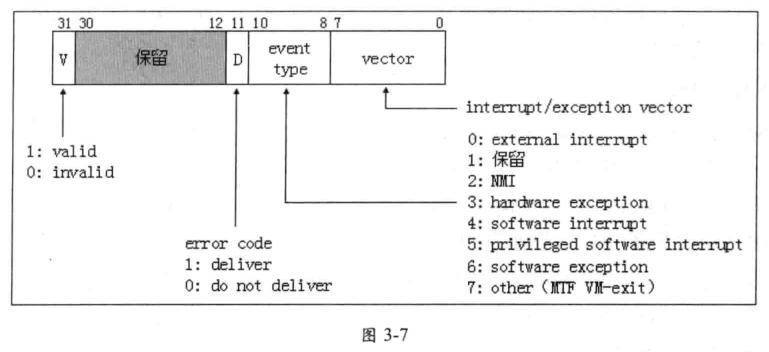 31 30 12 11 10 8 7 0
V 保留 D event type vector
interrupt/exception vector
0: external interrupt
1: valid
1: 保留
0: invalid
2: NMI
3: hardware exception
4: software interrupt
error code
5: privileged software interrupt
1: deliver
6: software exception
0: do not deliver
7: other (MTF VM-exit)
图 3-7